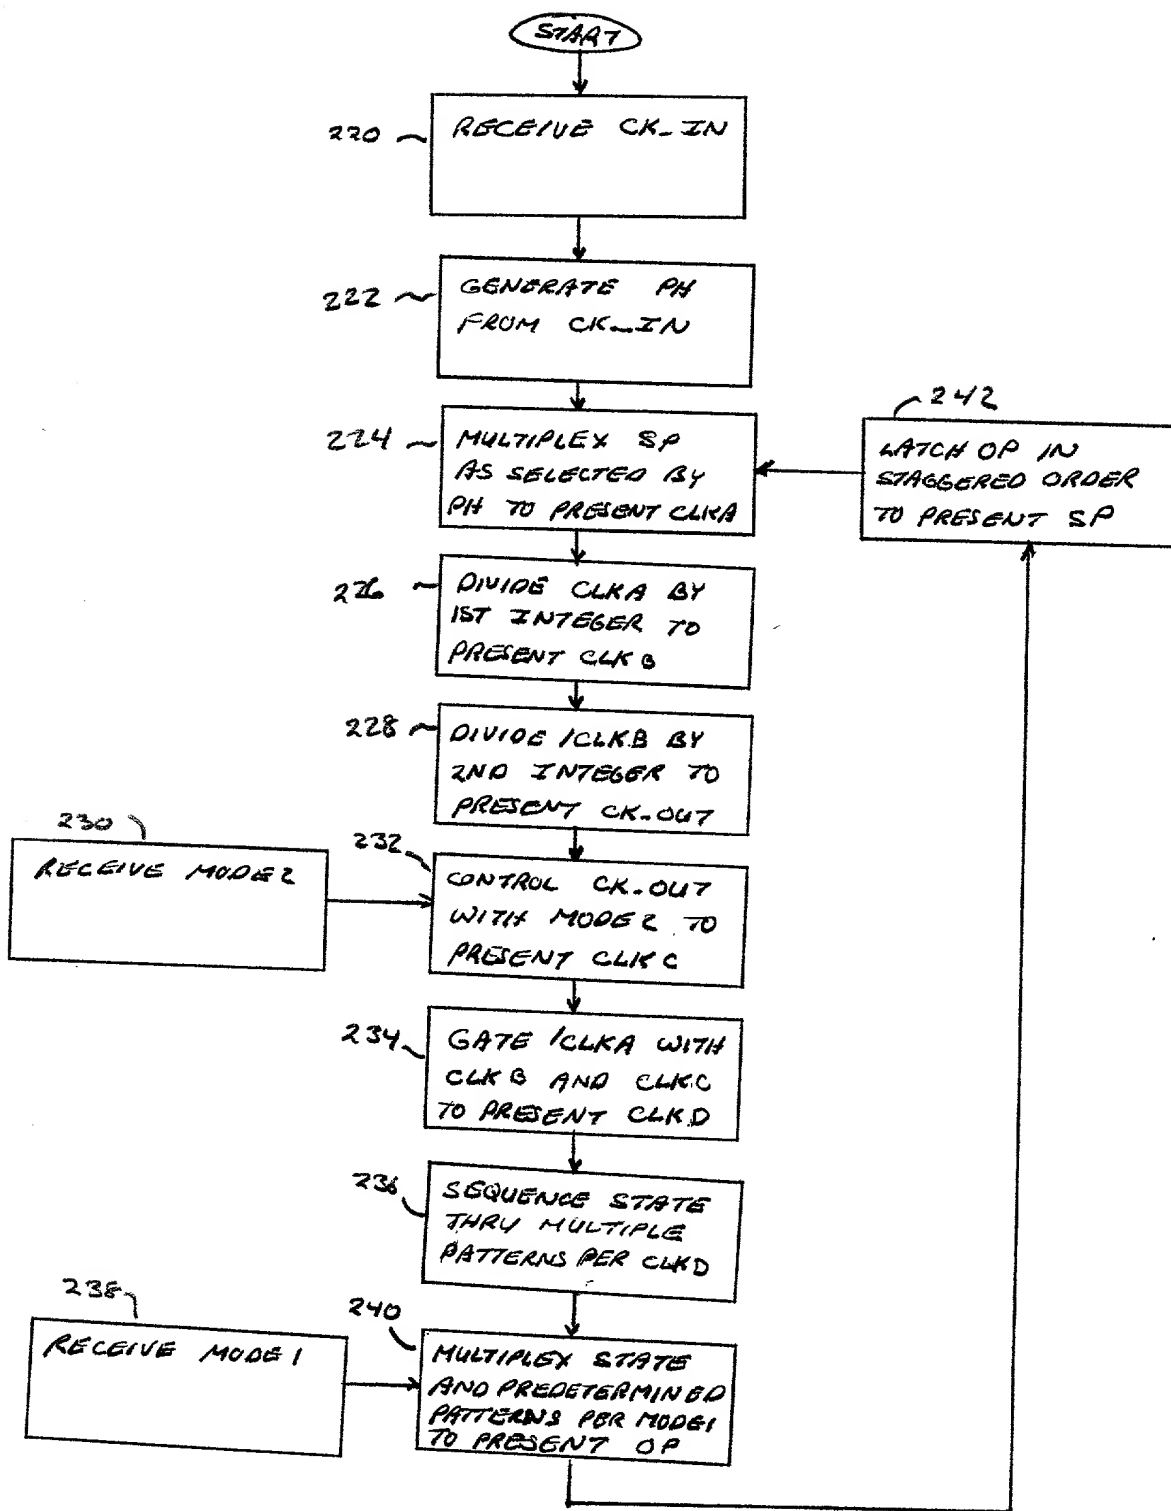 START
220
RECEIVE CK_IN
222
GENERATE PH
FROM CK_IN
224
MULTIPLEX SP
AS SELECTED BY
PH TO PRESENT CLKA
242
LATCH OP IN
STAGGERED ORDER
TO PRESENT SP
226
DIVIDE CLKA BY
1ST INTEGER TO
PRESENT CLKB
228
DIVIDE /CLKB BY
2ND INTEGER TO
PRESENT CK_OUT
230
RECEIVE MODE2
232
CONTROL CK_OUT
WITH MODE2 TO
PRESENT CLKC
234
GATE /CLKA WITH
CLKB AND CLKC
TO PRESENT CLKD
236
SEQUENCE STATE
THRU MULTIPLE
PATTERNS PER CLKD
238
RECEIVE MODE1
240
MULTIPLEX STATE
AND PREDETERMINED
PATTERNS PER MODE1
TO PRESENT OP